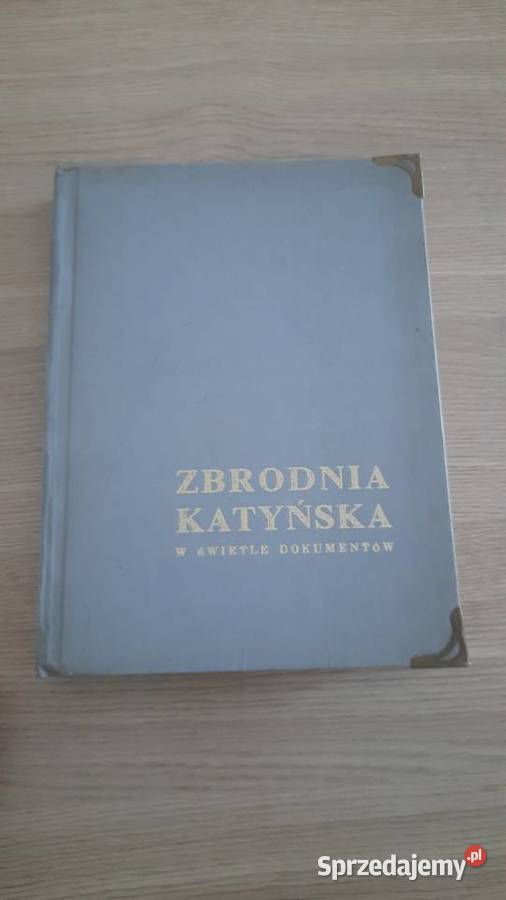 ZBRODNIA
KATYŃSKA
W ŚWIETLE DOKUMENTÓW
Sprzedajemy.pl